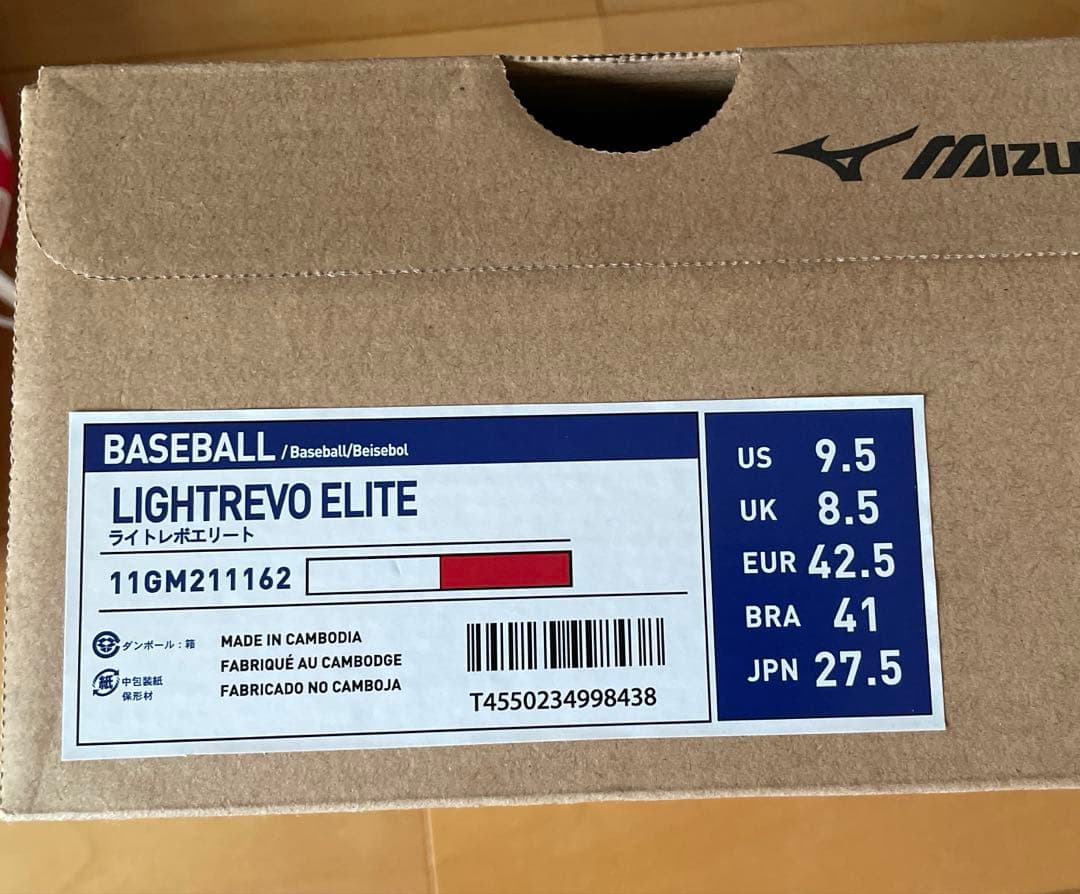 MIZU
BASEBALL /Baseball/Beisebol
LIGHTREVO ELITE
ライトレボエリート
11GM211162
ダンボール：箱
紙 中包装紙
保形材
MADE IN CAMBODIA
FABRIQUÉ AU CAMBODGE
FABRICADO NO CAMBOJA
T4550234998438
US 9.5
UK 8.5
EUR 42.5
BRA 41
JPN 27.5